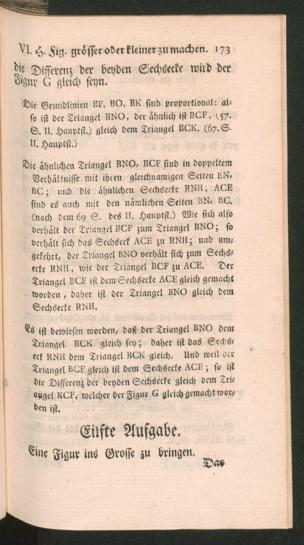 VI. H. Fig. grösser oder kleiner zu machen. 173
die Differenz der beyden Sechsecke wird der
Figur G gleich seyn.
Die Grundlinien BF, BO, BK sind proportional: al-
so ist der Triangel BNO, der ähnlich ist BCF, (57.
S. II. Hauptst.) gleich dem Triangel BCK. (67. S.
II. Hauptst.)
Die ähnlichen Triangel BNO, BCF sind in doppeltem
Verhältnisse mit ihren gleichnamigen Seiten BN,
BC; und die ähnlichen Sechsecke RNH, ACE
sind es auch mit den nämlichen Seiten BN, BC,
(nach dem 69 S. des II. Hauptst.) Wie sich also
verhält der Triangel BCF zum Triangel BNO; so
verhält sich das Sechseck ACE zu RNH; und um-
gekehrt, der Triangel BNO verhält sich zum Sechs-
ecke RNH, wie der Triangel BCF zu ACE. Der
Triangel BCF ist dem Sechsecke ACE gleich gemacht
worden, daher ist der Triangel BNO gleich dem
Sechsecke RNH.
Es ist bewiesen worden, daß der Triangel BNO dem
Triangel BCK gleich sey; daher ist das Sechs-
eck RNH dem Triangel BCK gleich. Und weil der
Triangel BCF gleich ist dem Sechsecke ACE; so ist
die Differenz der beyden Sechsecke gleich dem Tri-
angel KCF, welcher der Figur G gleich gemacht wor-
den ist.
Eilfte Aufgabe.
Eine Figur ins Grosse zu bringen.
Das